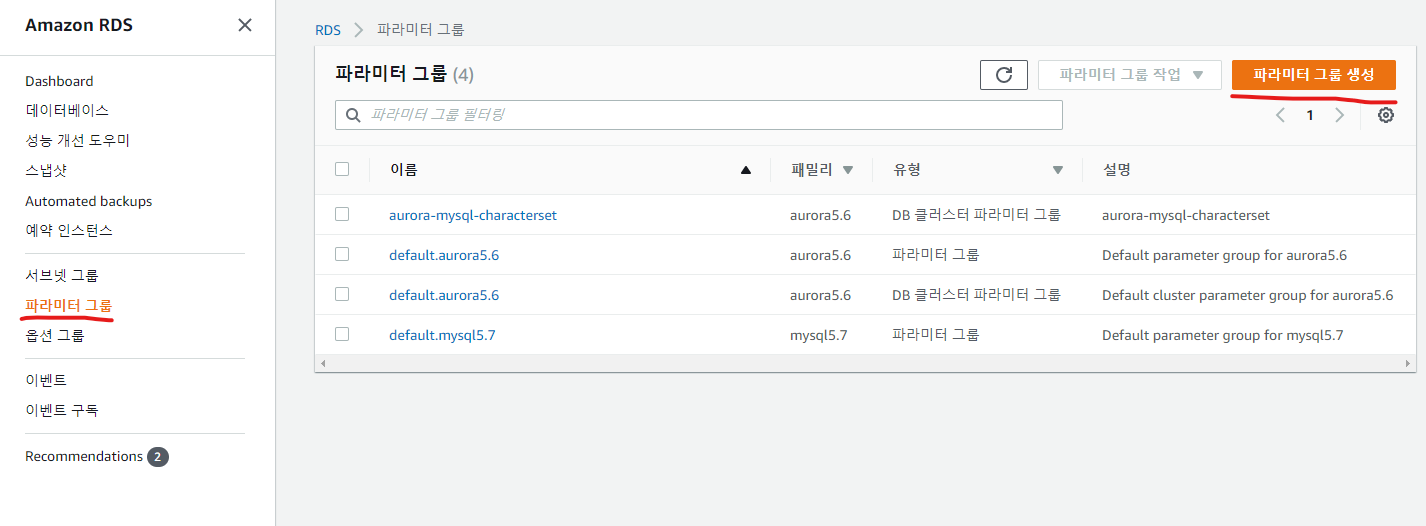 Amazon RDS
Dashboard
데이터베이스
성능 개선 도우미
스냅샷
Automated backups
예약 인스턴스
서브넷 그룹
파라미터 그룹
옵션 그룹
이벤트
이벤트 구독
Recommendations 2
RDS 파라미터 그룹
파라미터 그룹 (4) 파라미터 그룹 작업 파라미터 그룹 생성
파라미터 그룹 필터링 1
이름 패밀리 유형 설명
aurora-mysql-characterset aurora5.6 DB 클러스터 파라미터 그룹 aurora-mysql-characterset
default.aurora5.6 aurora5.6 파라미터 그룹 Default parameter group for aurora5.6
default.aurora5.6 aurora5.6 DB 클러스터 파라미터 그룹 Default cluster parameter group for aurora5.6
default.mysql5.7 mysql5.7 파라미터 그룹 Default parameter group for mysql5.7